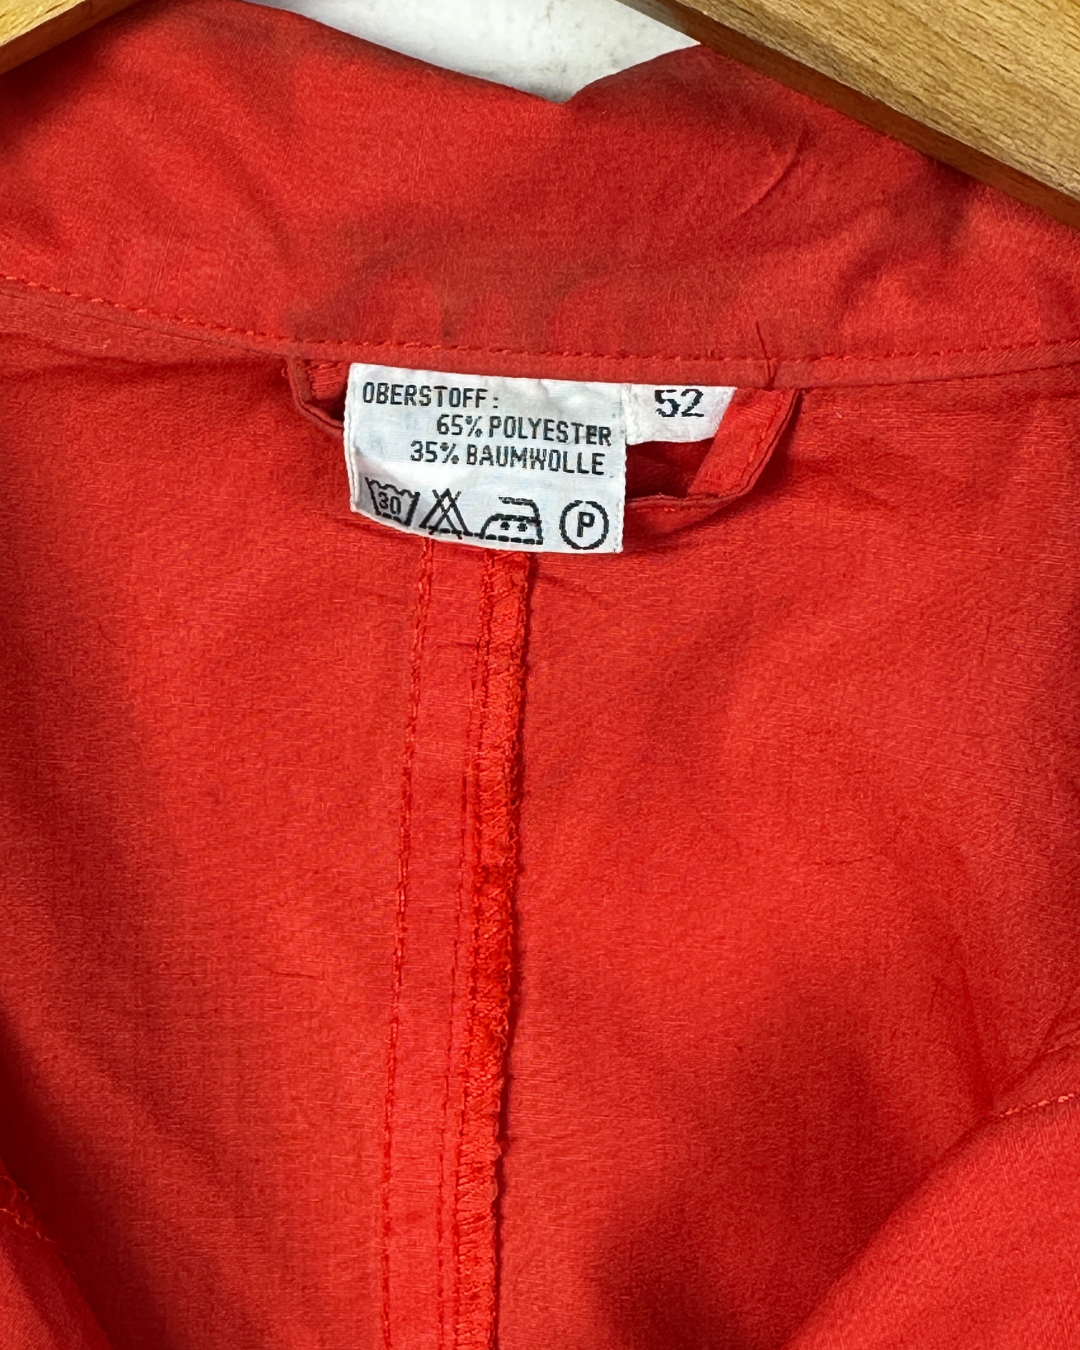 OBERSTOFF:
65% POLYESTER
35% BAUMWOLLE
30
P
52